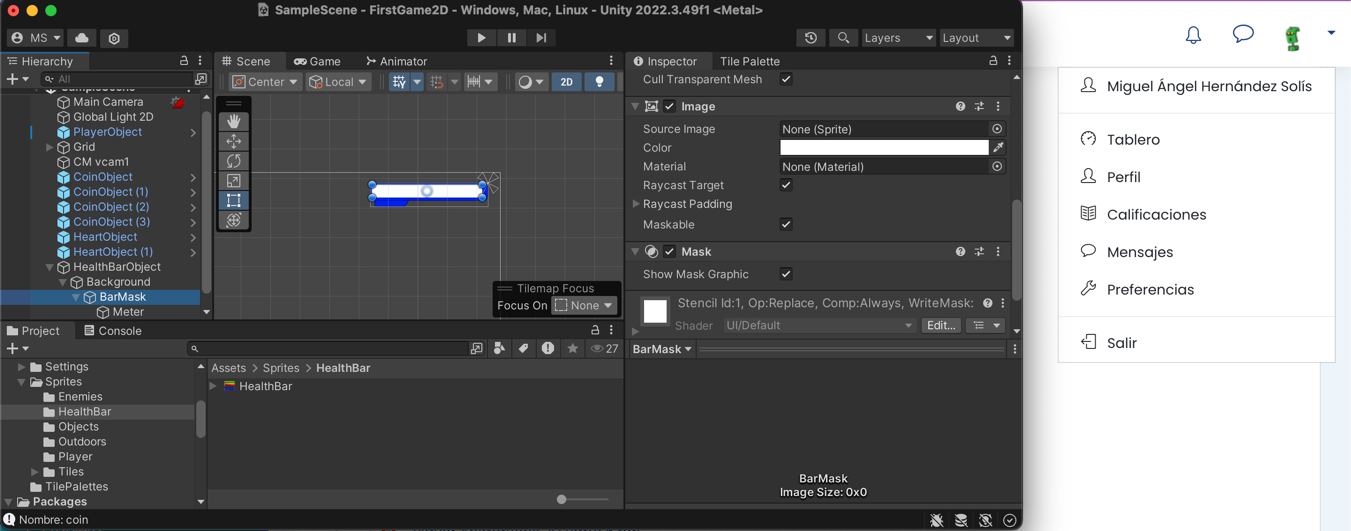 SampleScene - FirstGame2D - Windows, Mac, Linux - Unity 2022.3.49f1 <Metal>
MS
Layers
Layout
Hierarchy
All
SampleScene
Main Camera
Global Light 2D
PlayerObject
Grid
CM vcam1
CoinObject
CoinObject (1)
CoinObject (2)
CoinObject (3)
HeartObject
HeartObject (1)
HealthBarObject
Background
BarMask
Meter
Scene
Game
Animator
Center
Local
2D
Tilemap Focus
Focus On
None
Inspector
Tile Palette
Cull Transparent Mesh
Image
Source Image
None (Sprite)
Color
Material
None (Material)
Raycast Target
Raycast Padding
Maskable
Mask
Show Mask Graphic
Stencil Id:1, Op:Replace, Comp:Always, WriteMask:
Shader
UI/Default
Edit...
BarMask
BarMask
Image Size: 0x0
Project
Console
27
Settings
Sprites
Enemies
HealthBar
Objects
Outdoors
Player
Tiles
TilePalettes
Packages
Assets > Sprites > HealthBar
HealthBar
Nombre: coin
Miguel Ángel Hernández Solís
Tablero
Perfil
Calificaciones
Mensajes
Preferencias
Salir